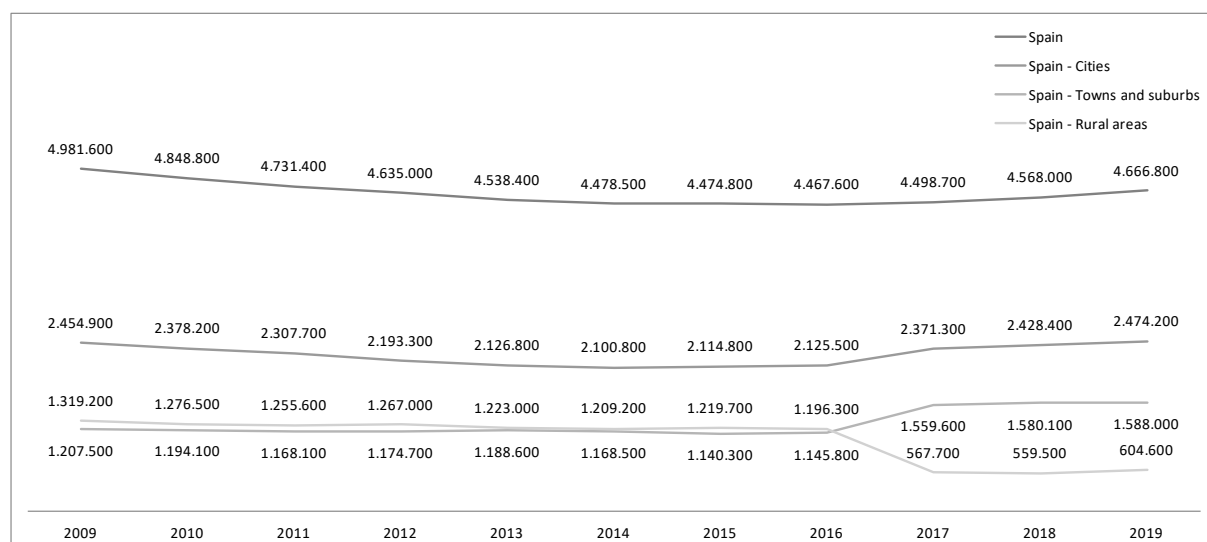 Spain
Spain - Cities
Spain - Towns and suburbs
Spain - Rural areas
4.981.600 4.848.800 4.731.400 4.635.000 4.538.400 4.478.500 4.474.800 4.467.600 4.498.700 4.568.000 4.666.800
2.454.900 2.378.200 2.307.700 2.193.300 2.126.800 2.100.800 2.114.800 2.125.500 2.371.300 2.428.400 2.474.200
1.319.200 1.276.500 1.255.600 1.267.000 1.223.000 1.209.200 1.219.700 1.196.300
1.559.600 1.580.100 1.588.000
1.207.500 1.194.100 1.168.100 1.174.700 1.188.600 1.168.500 1.140.300 1.145.800 567.700 559.500 604.600
2009 2010 2011 2012 2013 2014 2015 2016 2017 2018 2019